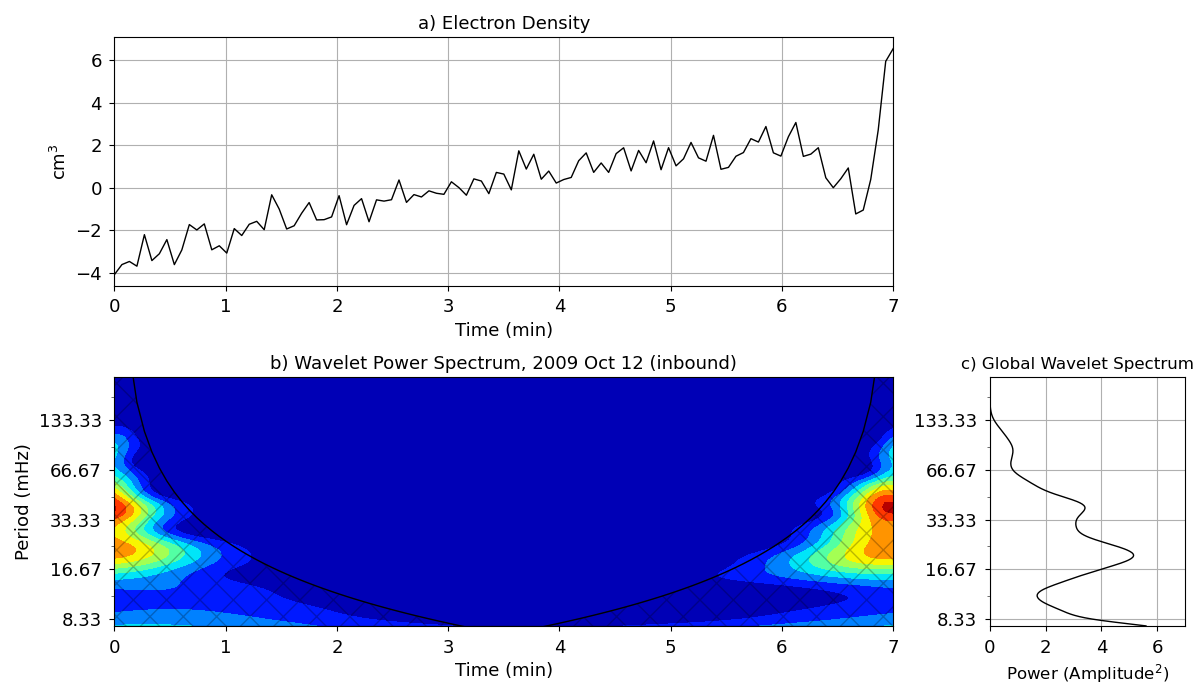 a) Electron Density
6
4
2
0
−2
−4
cm³
0 1 2 3 4 5 6 7
Time (min)
b) Wavelet Power Spectrum, 2009 Oct 12 (inbound)
133.33
66.67
33.33
16.67
8.33
Period (mHz)
0 1 2 3 4 5 6 7
Time (min)
c) Global Wavelet Spectrum
133.33
66.67
33.33
16.67
8.33
0 2 4 6
Power (Amplitude²)